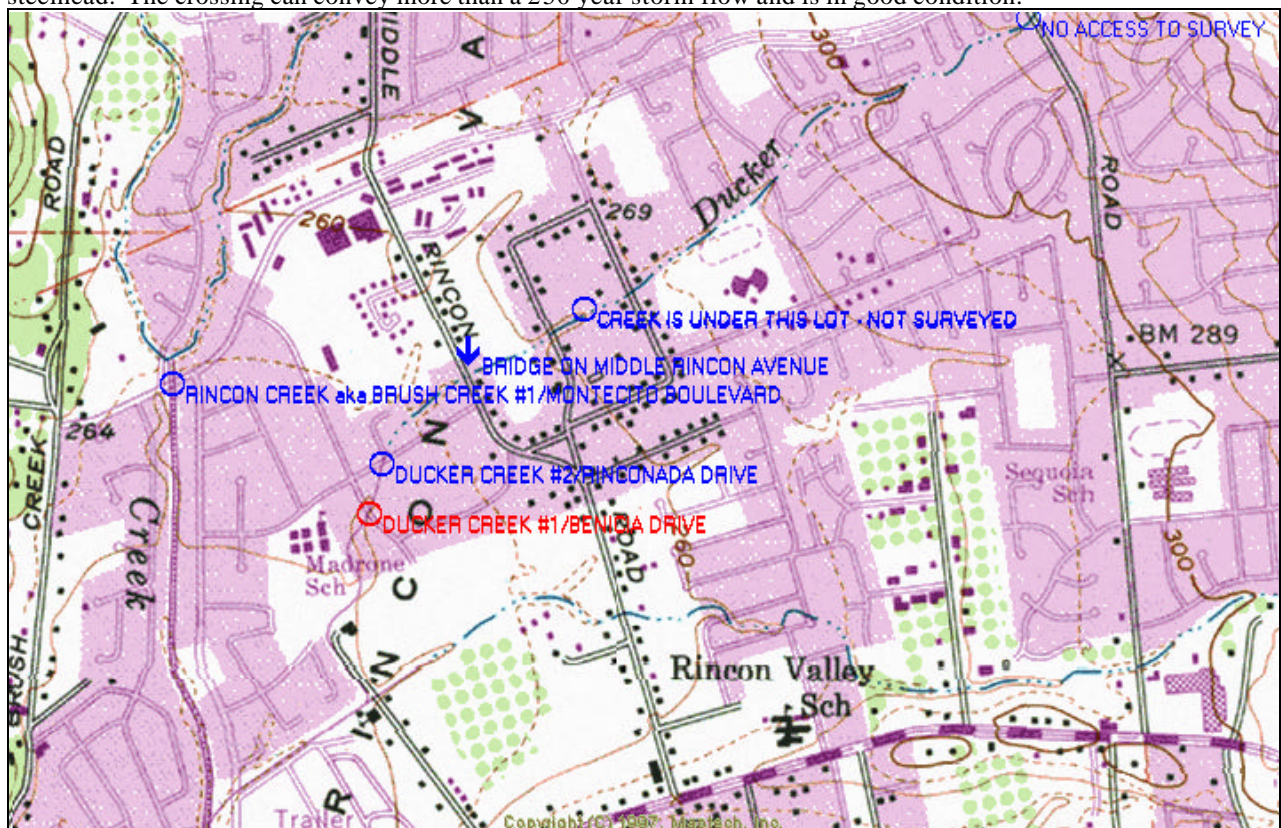 steelhead. The crossing can convey more than a 250-year storm flow and is in good condition.
NO ACCESS TO SURVEY
MIDDLE
V A
300
ROAD
Ducker
ROAD
260
269
RINCON
CREEK IS UNDER THIS LOT - NOT SURVEYED
BM 289
BRIDGE ON MIDDLE RINCON AVENUE
RINCON CREEK aka BRUSH CREEK #1/MONTECITO BOULEVARD
264
CREEK
DUCKER CREEK #2/RINCONADA DRIVE
Sequoia
Sch
DUCKER CREEK #1/BENICIA DRIVE
Creek
ROAD
260
300
Madrone
Sch
R I N C O N
BRUSH
Rincon Valley
Sch
Trailer
Copyright (C) 1997, Maptech, Inc.